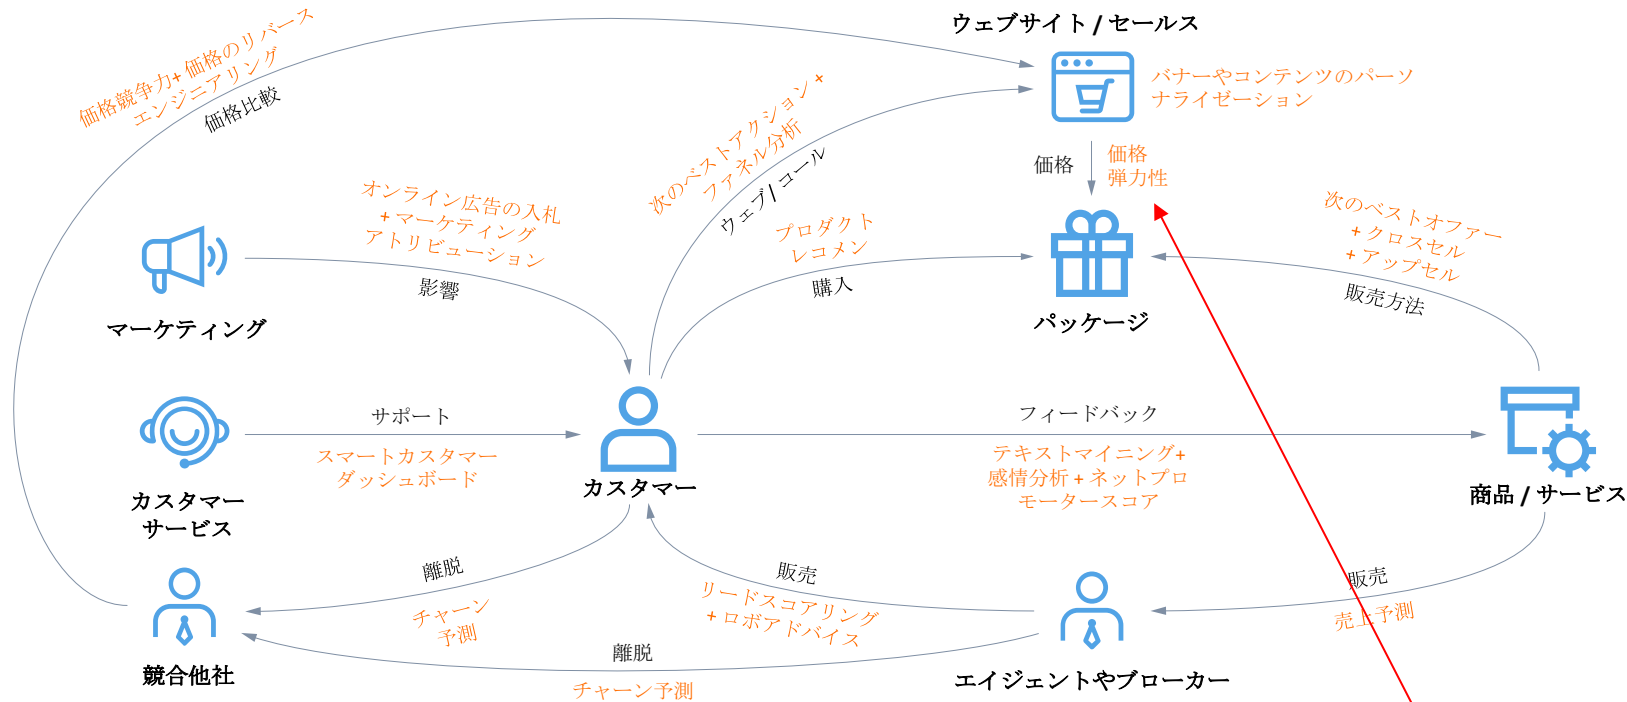 ウェブサイト / セールス
バナーやコンテンツのパーソ
ナライゼーション
価格競争力+ 価格のリバース
エンジニアリング
価格比較
次のベストアクション +
ファネル分析
ウェブ / コール
価格
価格
弾力性
オンライン広告の入札
+ マーケティング
アトリビューション
影響
プロダクト
レコメン
購入
次のベストオファー
+ クロスセル
+ アップセル
販売方法
マーケティング
パッケージ
サポート
スマートカスタマー
ダッシュボード
フィードバック
テキストマイニング+
感情分析 + ネットプロ
モータースコア
カスタマー
サービス
カスタマー
商品 / サービス
離脱
チャーン
予測
販売
リードスコアリング
+ ロボアドバイス
販売
売上予測
離脱
チャーン予測
競合他社
エイジェントやブローカー